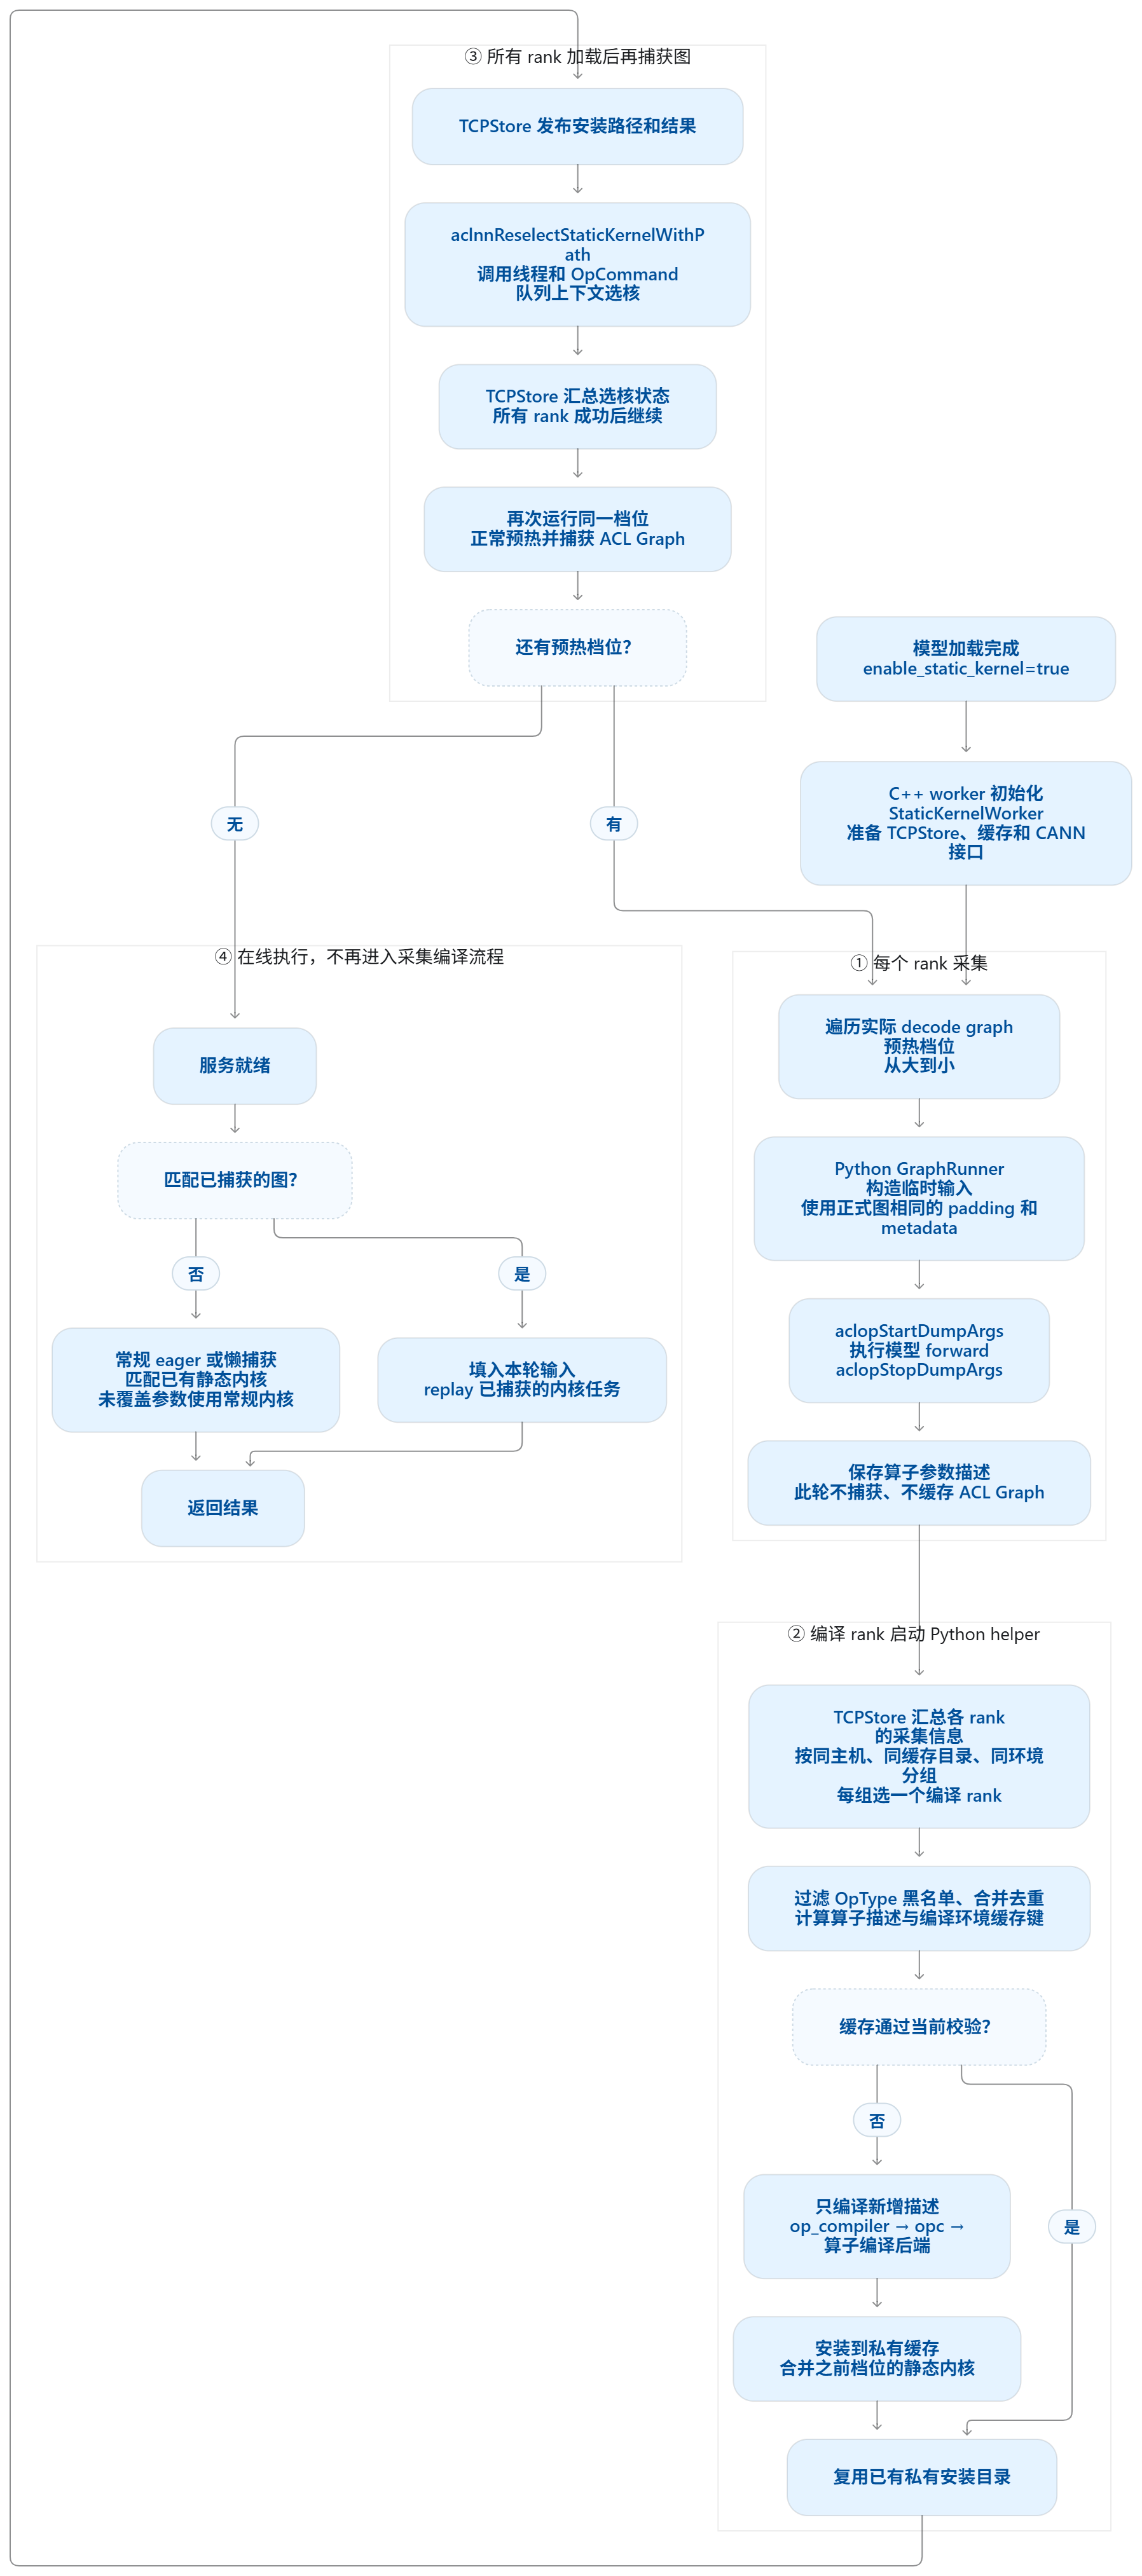 ③ 所有 rank 加载后再捕获图
TCPStore 发布安装路径和结果
aclnnReselectStaticKernelWithP
ath
调用线程和 OpCommand
队列上下文选核
TCPStore 汇总选核状态
所有 rank 成功后继续
再次运行同一档位
正常预热并捕获 ACL Graph
还有预热档位？
无
有
模型加载完成
enable_static_kernel=true
C++ worker 初始化
StaticKernelWorker
准备 TCPStore、缓存和 CANN
接口
④ 在线执行，不再进入采集编译流程
服务就绪
匹配已捕获的图？
否
是
常规 eager 或懒捕获
匹配已有静态内核
未覆盖参数使用常规内核
填入本轮输入
replay 已捕获的内核任务
返回结果
① 每个 rank 采集
遍历实际 decode graph
预热档位
从大到小
Python GraphRunner
构造临时输入
使用正式图相同的 padding 和
metadata
aclopStartDumpArgs
执行模型 forward
aclopStopDumpArgs
保存算子参数描述
此轮不捕获、不缓存 ACL Graph
② 编译 rank 启动 Python helper
TCPStore 汇总各 rank
的采集信息
按同主机、同缓存目录、同环境
分组
每组选一个编译 rank
过滤 OpType 黑名单、合并去重
计算算子描述与编译环境缓存键
缓存通过当前校验？
否
是
只编译新增描述
op_compiler → opc →
算子编译后端
安装到私有缓存
合并之前档位的静态内核
复用已有私有安装目录